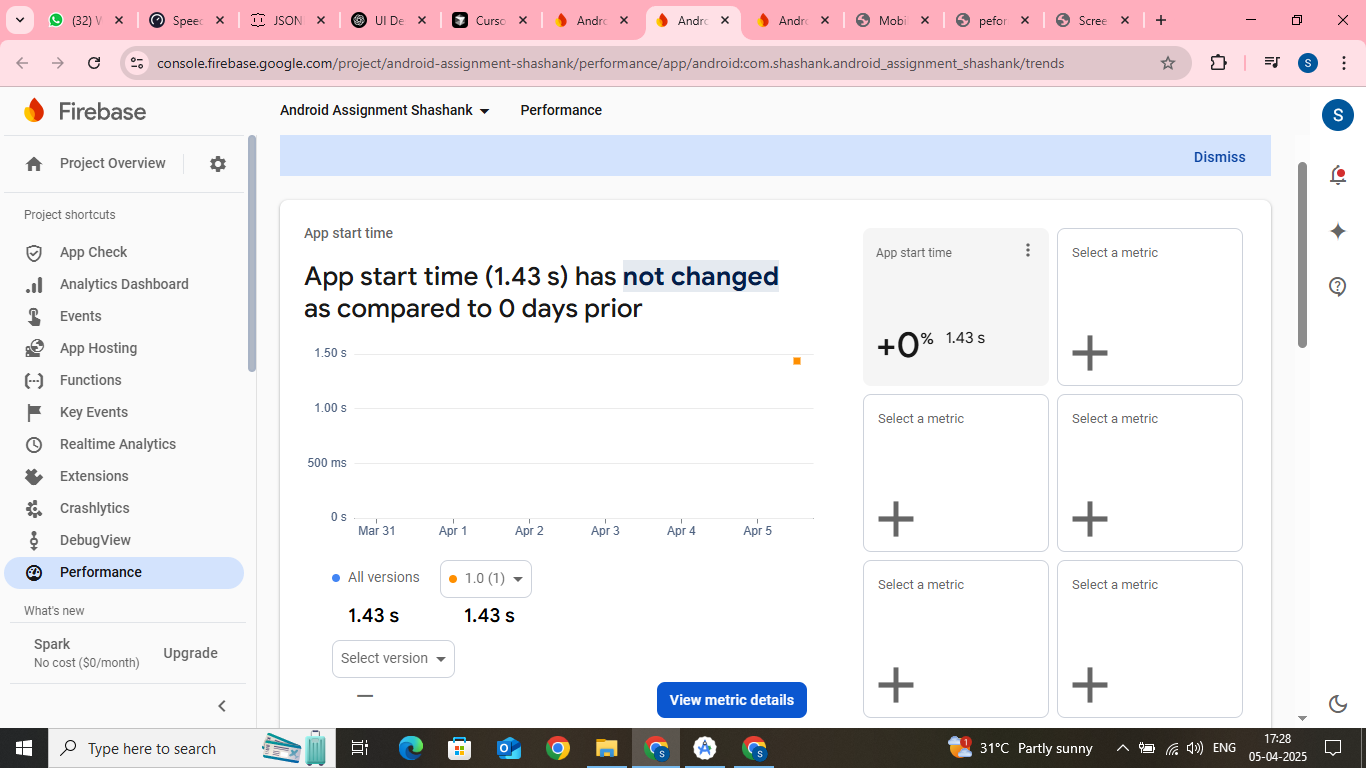 (32) W
Speec
JSON
UI De
Curso
Andro
Andro
Andro
Mobi
pefor
Scree
console.firebase.google.com/project/android-assignment-shashank/performance/app/android:com.shashank.android_assignment_shashank/trends
S
Firebase
Android Assignment Shashank
Performance
S
Project Overview
Dismiss
Project shortcuts
App Check
Analytics Dashboard
Events
App Hosting
Functions
Key Events
Realtime Analytics
Extensions
Crashlytics
DebugView
Performance
What's new
Spark
No cost ($0/month)
Upgrade
App start time
App start time (1.43 s) has not changed
as compared to 0 days prior
1.50 s
1.00 s
500 ms
0 s
Mar 31 Apr 1 Apr 2 Apr 3 Apr 4 Apr 5
All versions
1.0 (1)
1.43 s
1.43 s
Select version
—
View metric details
App start time
+0% 1.43 s
Select a metric
Select a metric
Select a metric
Select a metric
Select a metric
Type here to search
1
31°C Partly sunny
ENG
17:28
05-04-2025